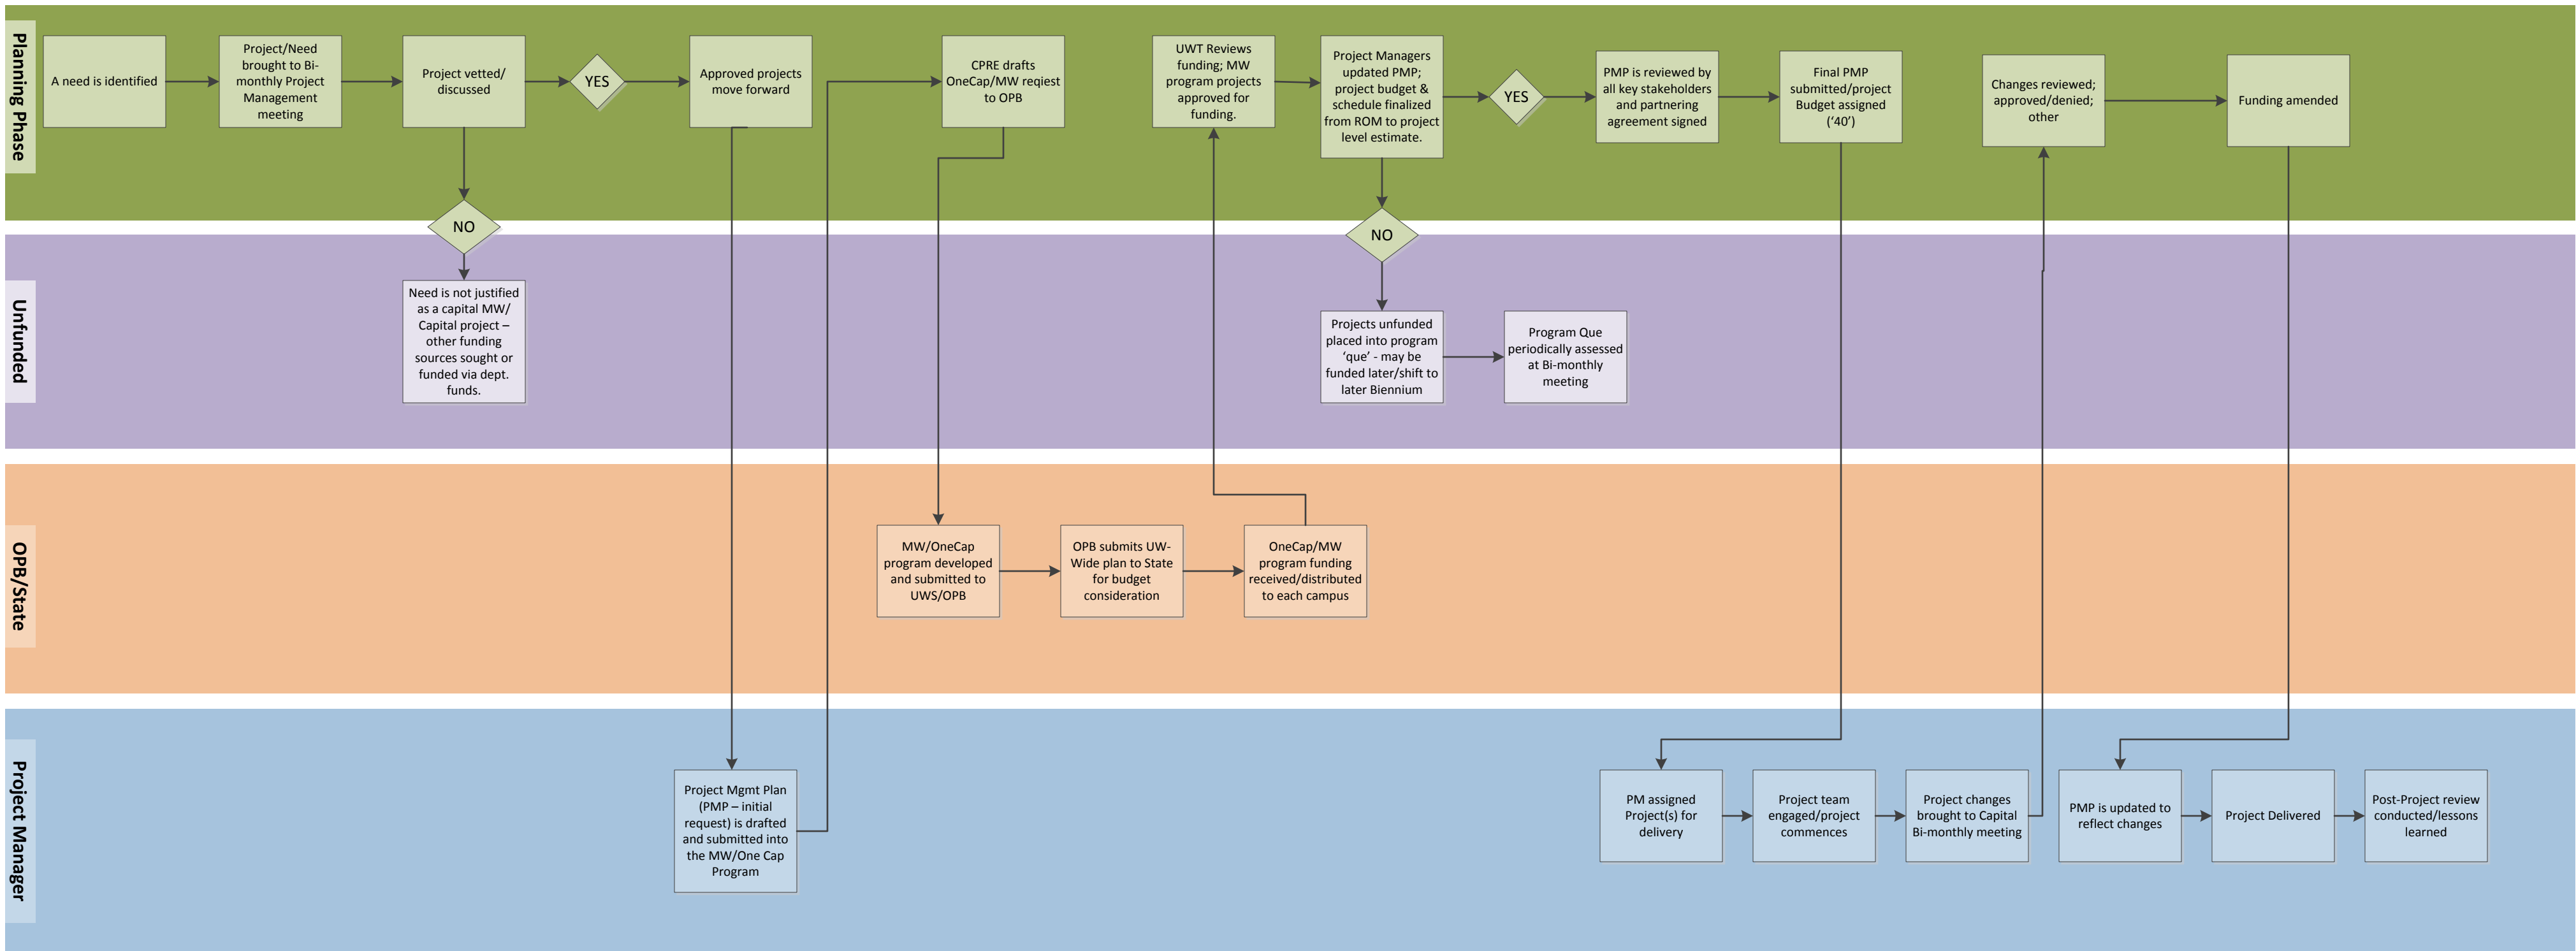 Planning Phase
A need is identified
Project/Need
brought to Bi-
monthly Project
Management
meeting
Project vetted/
discussed
YES
Approved projects
move forward
CPRE drafts
OneCap/MW reqiest
to OPB
UWT Reviews
funding; MW
program projects
approved for
funding.
Project Managers
updated PMP;
project budget &
schedule finalized
from ROM to project
level estimate.
YES
PMP is reviewed by
all key stakeholders
and partnering
agreement signed
Final PMP
submitted/project
Budget assigned
(‘40’)
Changes reviewed;
approved/denied;
other
Funding amended
NO
NO
Unfunded
Need is not justified
as a capital MW/
Capital project –
other funding
sources sought or
funded via dept.
funds.
Projects unfunded
placed into program
‘que’ - may be
funded later/shift to
later Biennium
Program Que
periodically assessed
at Bi-monthly
meeting
OPB/State
MW/OneCap
program developed
and submitted to
UWS/OPB
OPB submits UW-
Wide plan to State
for budget
consideration
OneCap/MW
program funding
received/distributed
to each campus
Project Manager
Project Mgmt Plan
(PMP – initial
request) is drafted
and submitted into
the MW/One Cap
Program
PM assigned
Project(s) for
delivery
Project team
engaged/project
commences
Project changes
brought to Capital
Bi-monthly meeting
PMP is updated to
reflect changes
Project Delivered
Post-Project review
conducted/lessons
learned